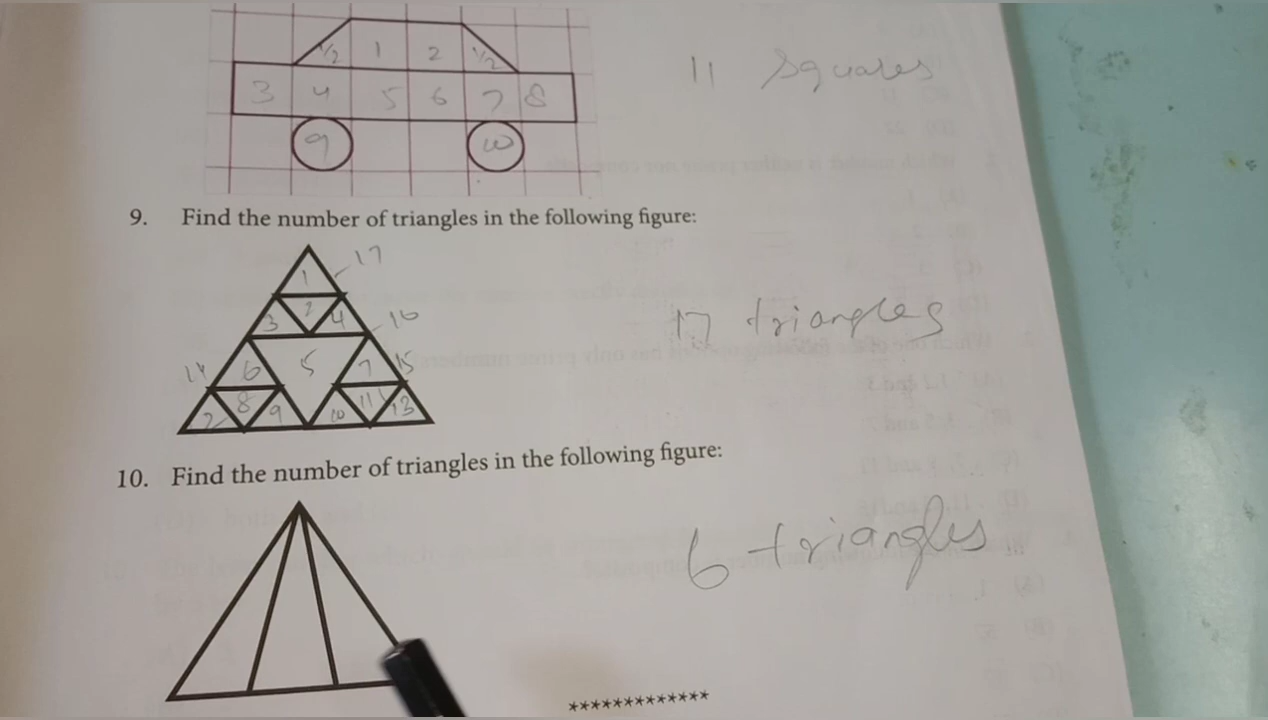 ½ 1 2 ½
11 Squares
3 4 5 6 7 8
9 10
9. Find the number of triangles in the following figure:
17
1
3 2 4 16
17 triangles
14 6 5 7 15
2 8 9 10 11 13
10. Find the number of triangles in the following figure:
6 triangles
*************